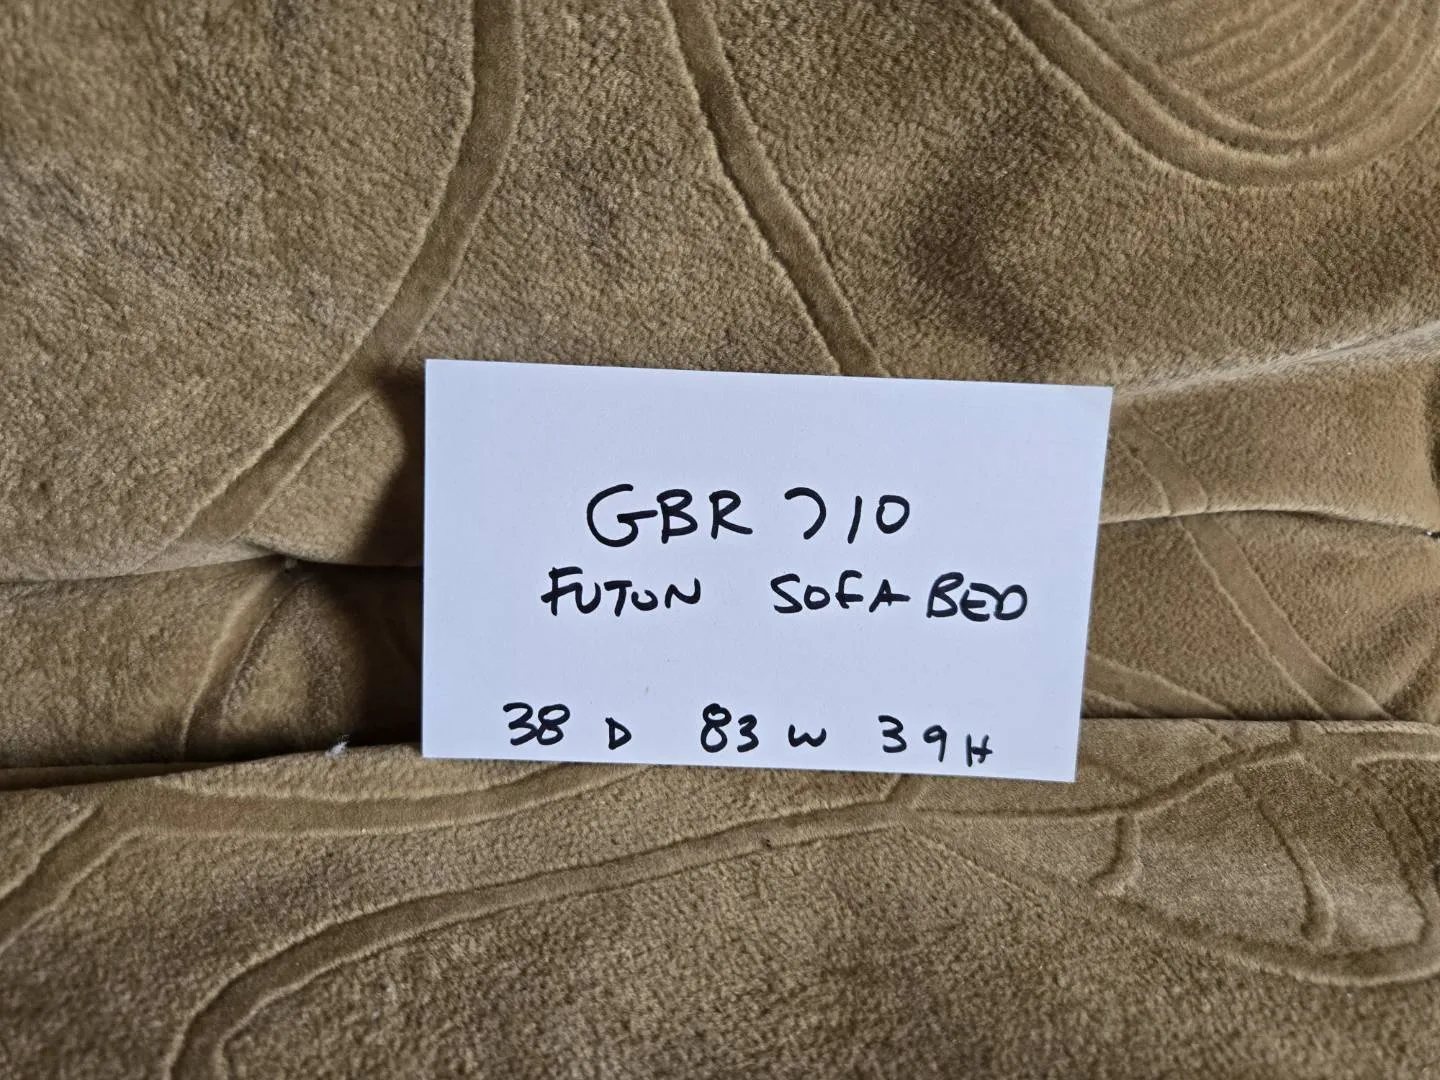 GBR 710
FUTON SOFA BED
38 D 83 W 39 H